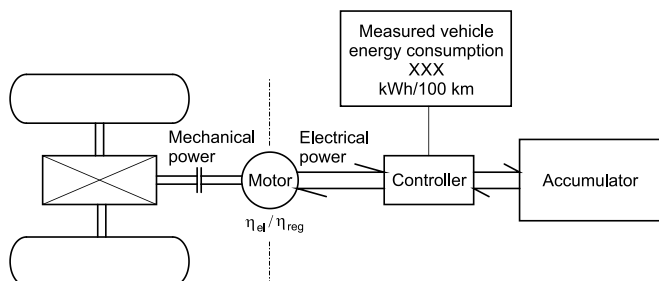 Measured vehicle
energy consumption
XXX
kWh/100 km
Mechanical
power
Electrical
power
Motor
Controller
Accumulator
ηel/ηreg